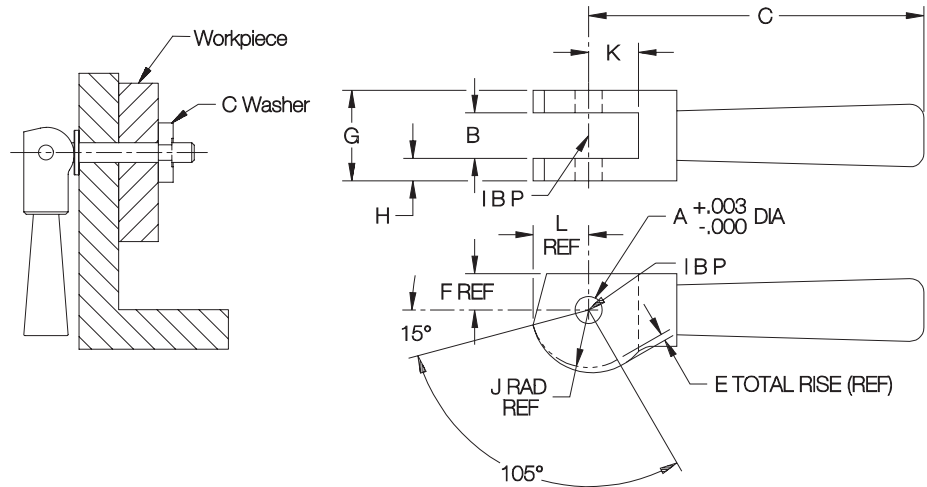 Workpiece
C Washer
C
K
G
B
H
I B P
L
REF
A +.003
-.000 DIA
I B P
F REF
15°
J RAD
REF
E TOTAL RISE (REF)
105°